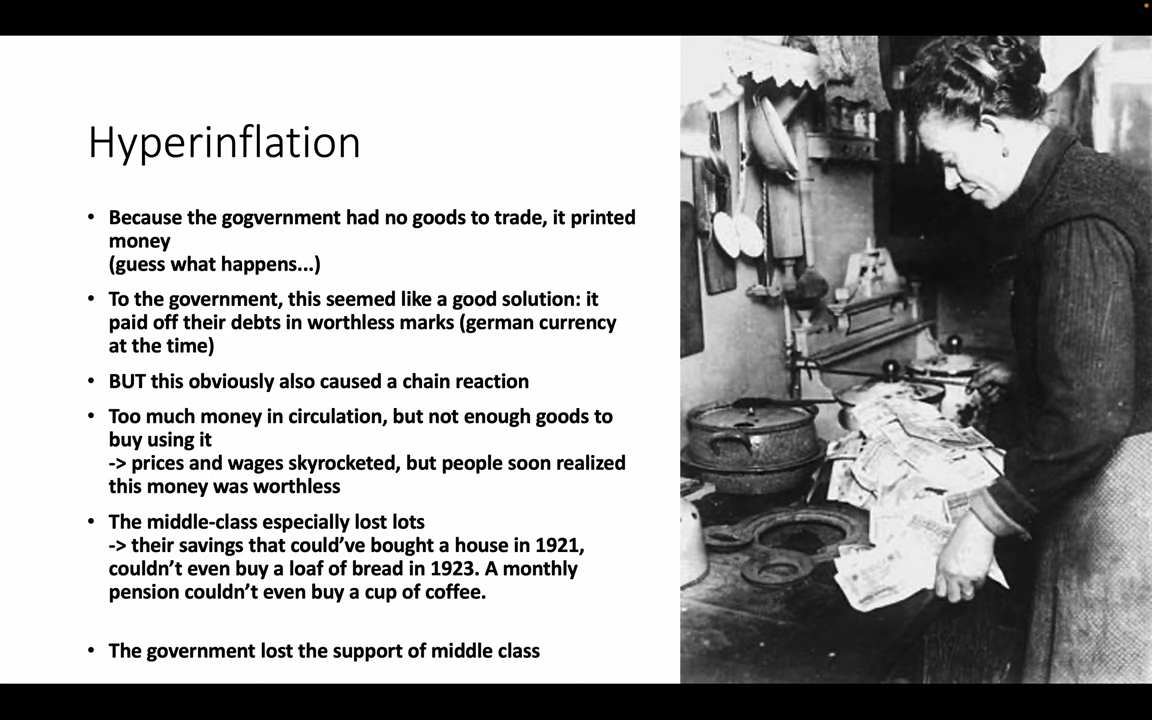 Hyperinflation
• Because the gogvernment had no goods to trade, it printed
money
(guess what happens...)
• To the government, this seemed like a good solution: it
paid off their debts in worthless marks (german currency
at the time)
• BUT this obviously also caused a chain reaction
• Too much money in circulation, but not enough goods to
buy using it
-> prices and wages skyrocketed, but people soon realized
this money was worthless
• The middle-class especially lost lots
-> their savings that could’ve bought a house in 1921,
couldn’t even buy a loaf of bread in 1923. A monthly
pension couldn’t even buy a cup of coffee.
• The government lost the support of middle class